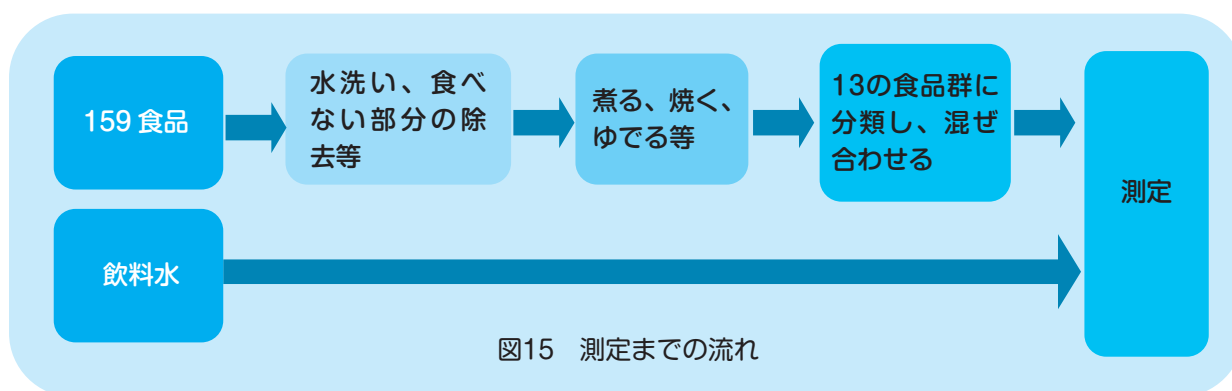 159 食品
水洗い、食べ
ない部分の除
去等
煮る、焼く、
ゆでる等
13の食品群に
分類し、混ぜ
合わせる
測定
飲料水
図15　測定までの流れ